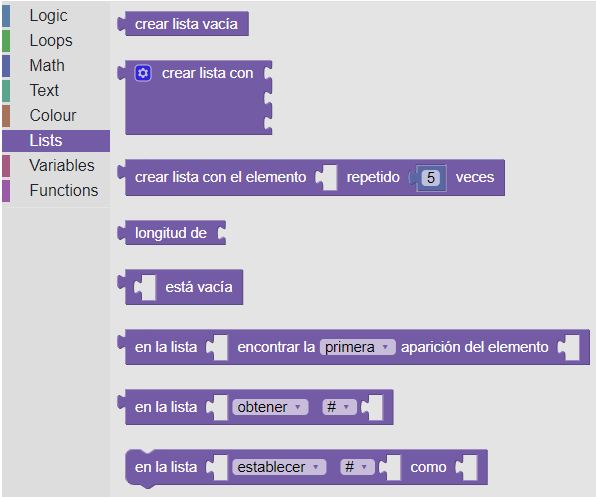 Logic
Loops
Math
Text
Colour
Lists
Variables
Functions
crear lista vacía
crear lista con
crear lista con el elemento repetido 5 veces
longitud de
está vacía
en la lista encontrar la primera aparición del elemento
en la lista obtener #
en la lista establecer # como